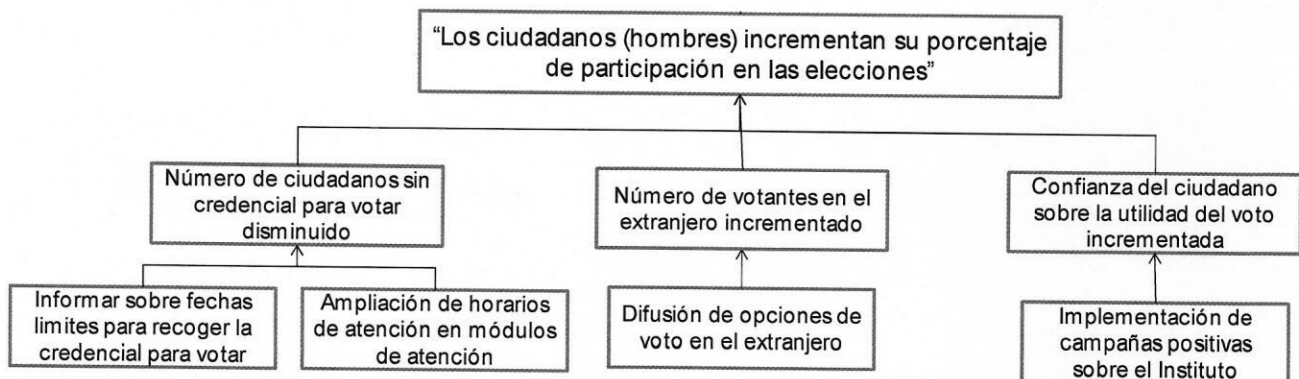 “Los ciudadanos (hombres) incrementan su porcentaje
de participación en las elecciones”
Número de ciudadanos sin
credencial para votar
disminuido
Número de votantes en el
extranjero incrementado
Confianza del ciudadano
sobre la utilidad del voto
incrementada
Informar sobre fechas
limites para recoger la
credencial para votar
Ampliación de horarios
de atención en módulos
de atención
Difusión de opciones de
voto en el extranjero
Implementación de
campañas positivas
sobre el Instituto